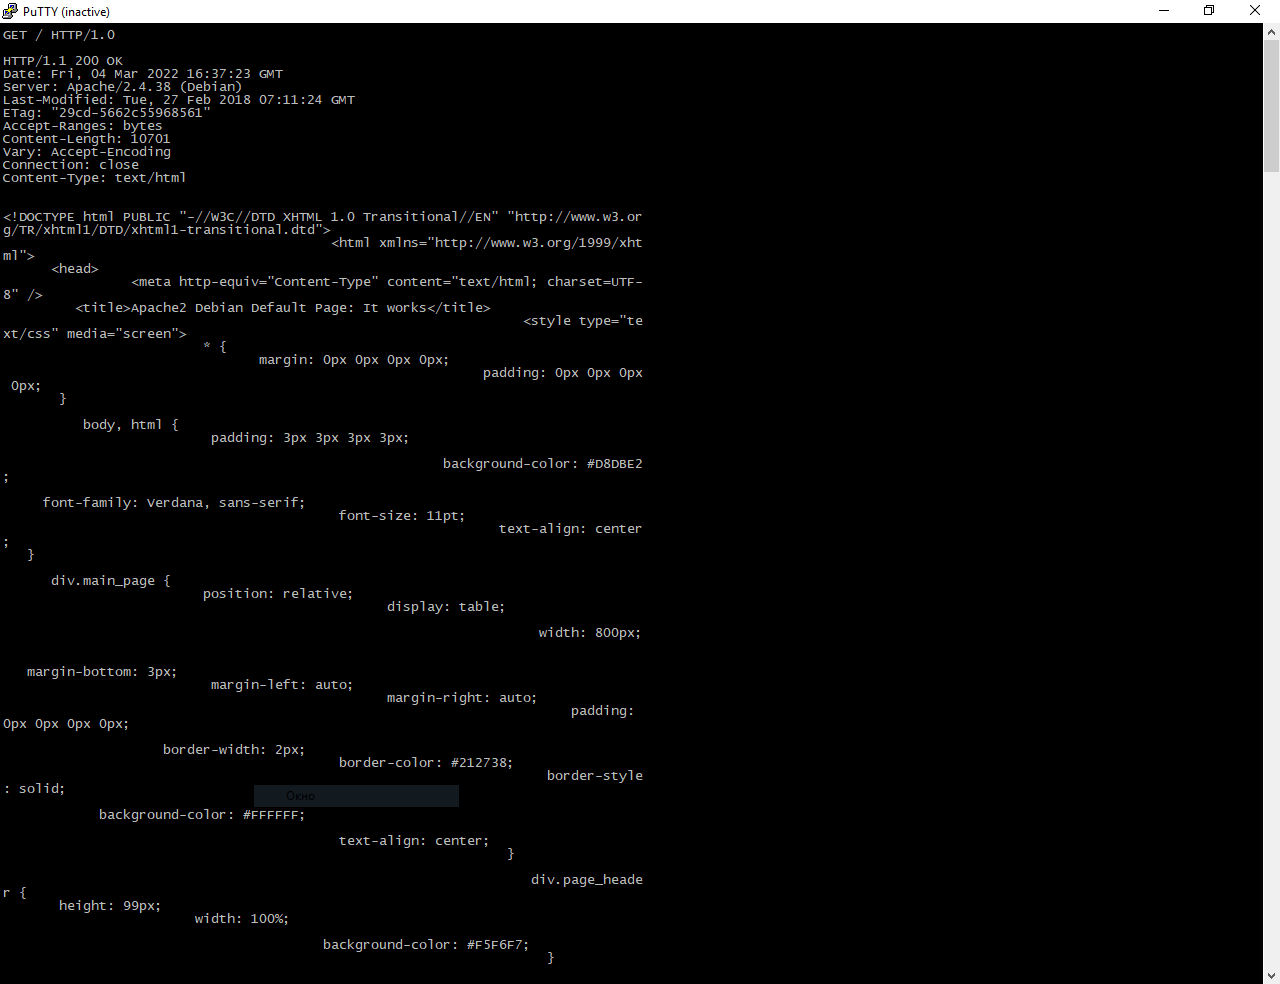 PuTTY (inactive)
GET / HTTP/1.0
HTTP/1.1 200 OK
Date: Fri, 04 Mar 2022 16:37:23 GMT
Server: Apache/2.4.38 (Debian)
Last-Modified: Tue, 27 Feb 2018 07:11:24 GMT
ETag: "29cd-5662c55968561"
Accept-Ranges: bytes
Content-Length: 10701
Vary: Accept-Encoding
Connection: close
Content-Type: text/html
<!DOCTYPE html PUBLIC "-//W3C//DTD XHTML 1.0 Transitional//EN" "http://www.w3.or
g/TR/xhtml1/DTD/xhtml1-transitional.dtd">
<html xmlns="http://www.w3.org/1999/xht
ml">
<head>
<meta http-equiv="Content-Type" content="text/html; charset=UTF-
8" />
<title>Apache2 Debian Default Page: It works</title>
<style type="te
xt/css" media="screen">
* {
margin: 0px 0px 0px 0px;
padding: 0px 0px 0px
0px;
}
body, html {
padding: 3px 3px 3px 3px;
background-color: #D8DBE2
;
font-family: Verdana, sans-serif;
font-size: 11pt;
text-align: center
;
}
div.main_page {
position: relative;
display: table;
width: 800px;
margin-bottom: 3px;
margin-left: auto;
margin-right: auto;
padding:
0px 0px 0px 0px;
border-width: 2px;
border-color: #212738;
border-style
: solid;
Окно
background-color: #FFFFFF;
text-align: center;
}
div.page_heade
r {
height: 99px;
width: 100%;
background-color: #F5F6F7;
}